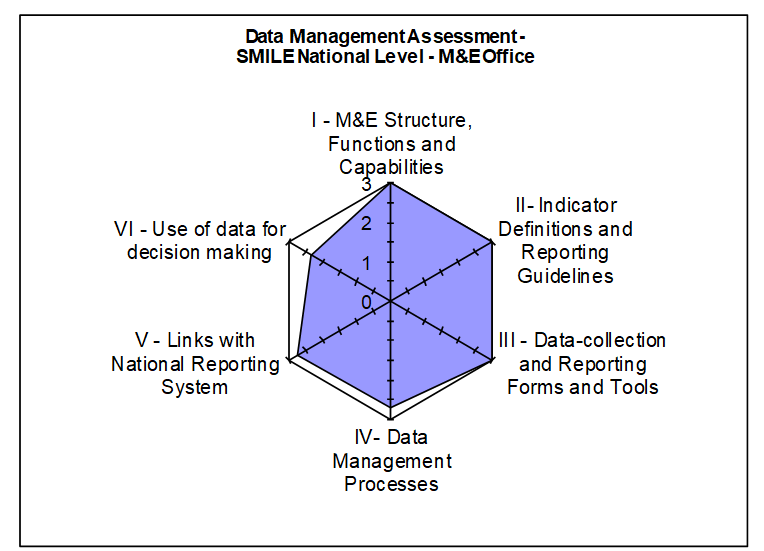 Data Management Assessment -
SMILE National Level - M&E Office
I - M&E Structure,
Functions and
Capabilities
3
2
1
0
II- Indicator
Definitions and
Reporting
Guidelines
III - Data-collection
and Reporting
Forms and Tools
IV- Data
Management
Processes
V - Links with
National Reporting
System
VI - Use of data for
decision making